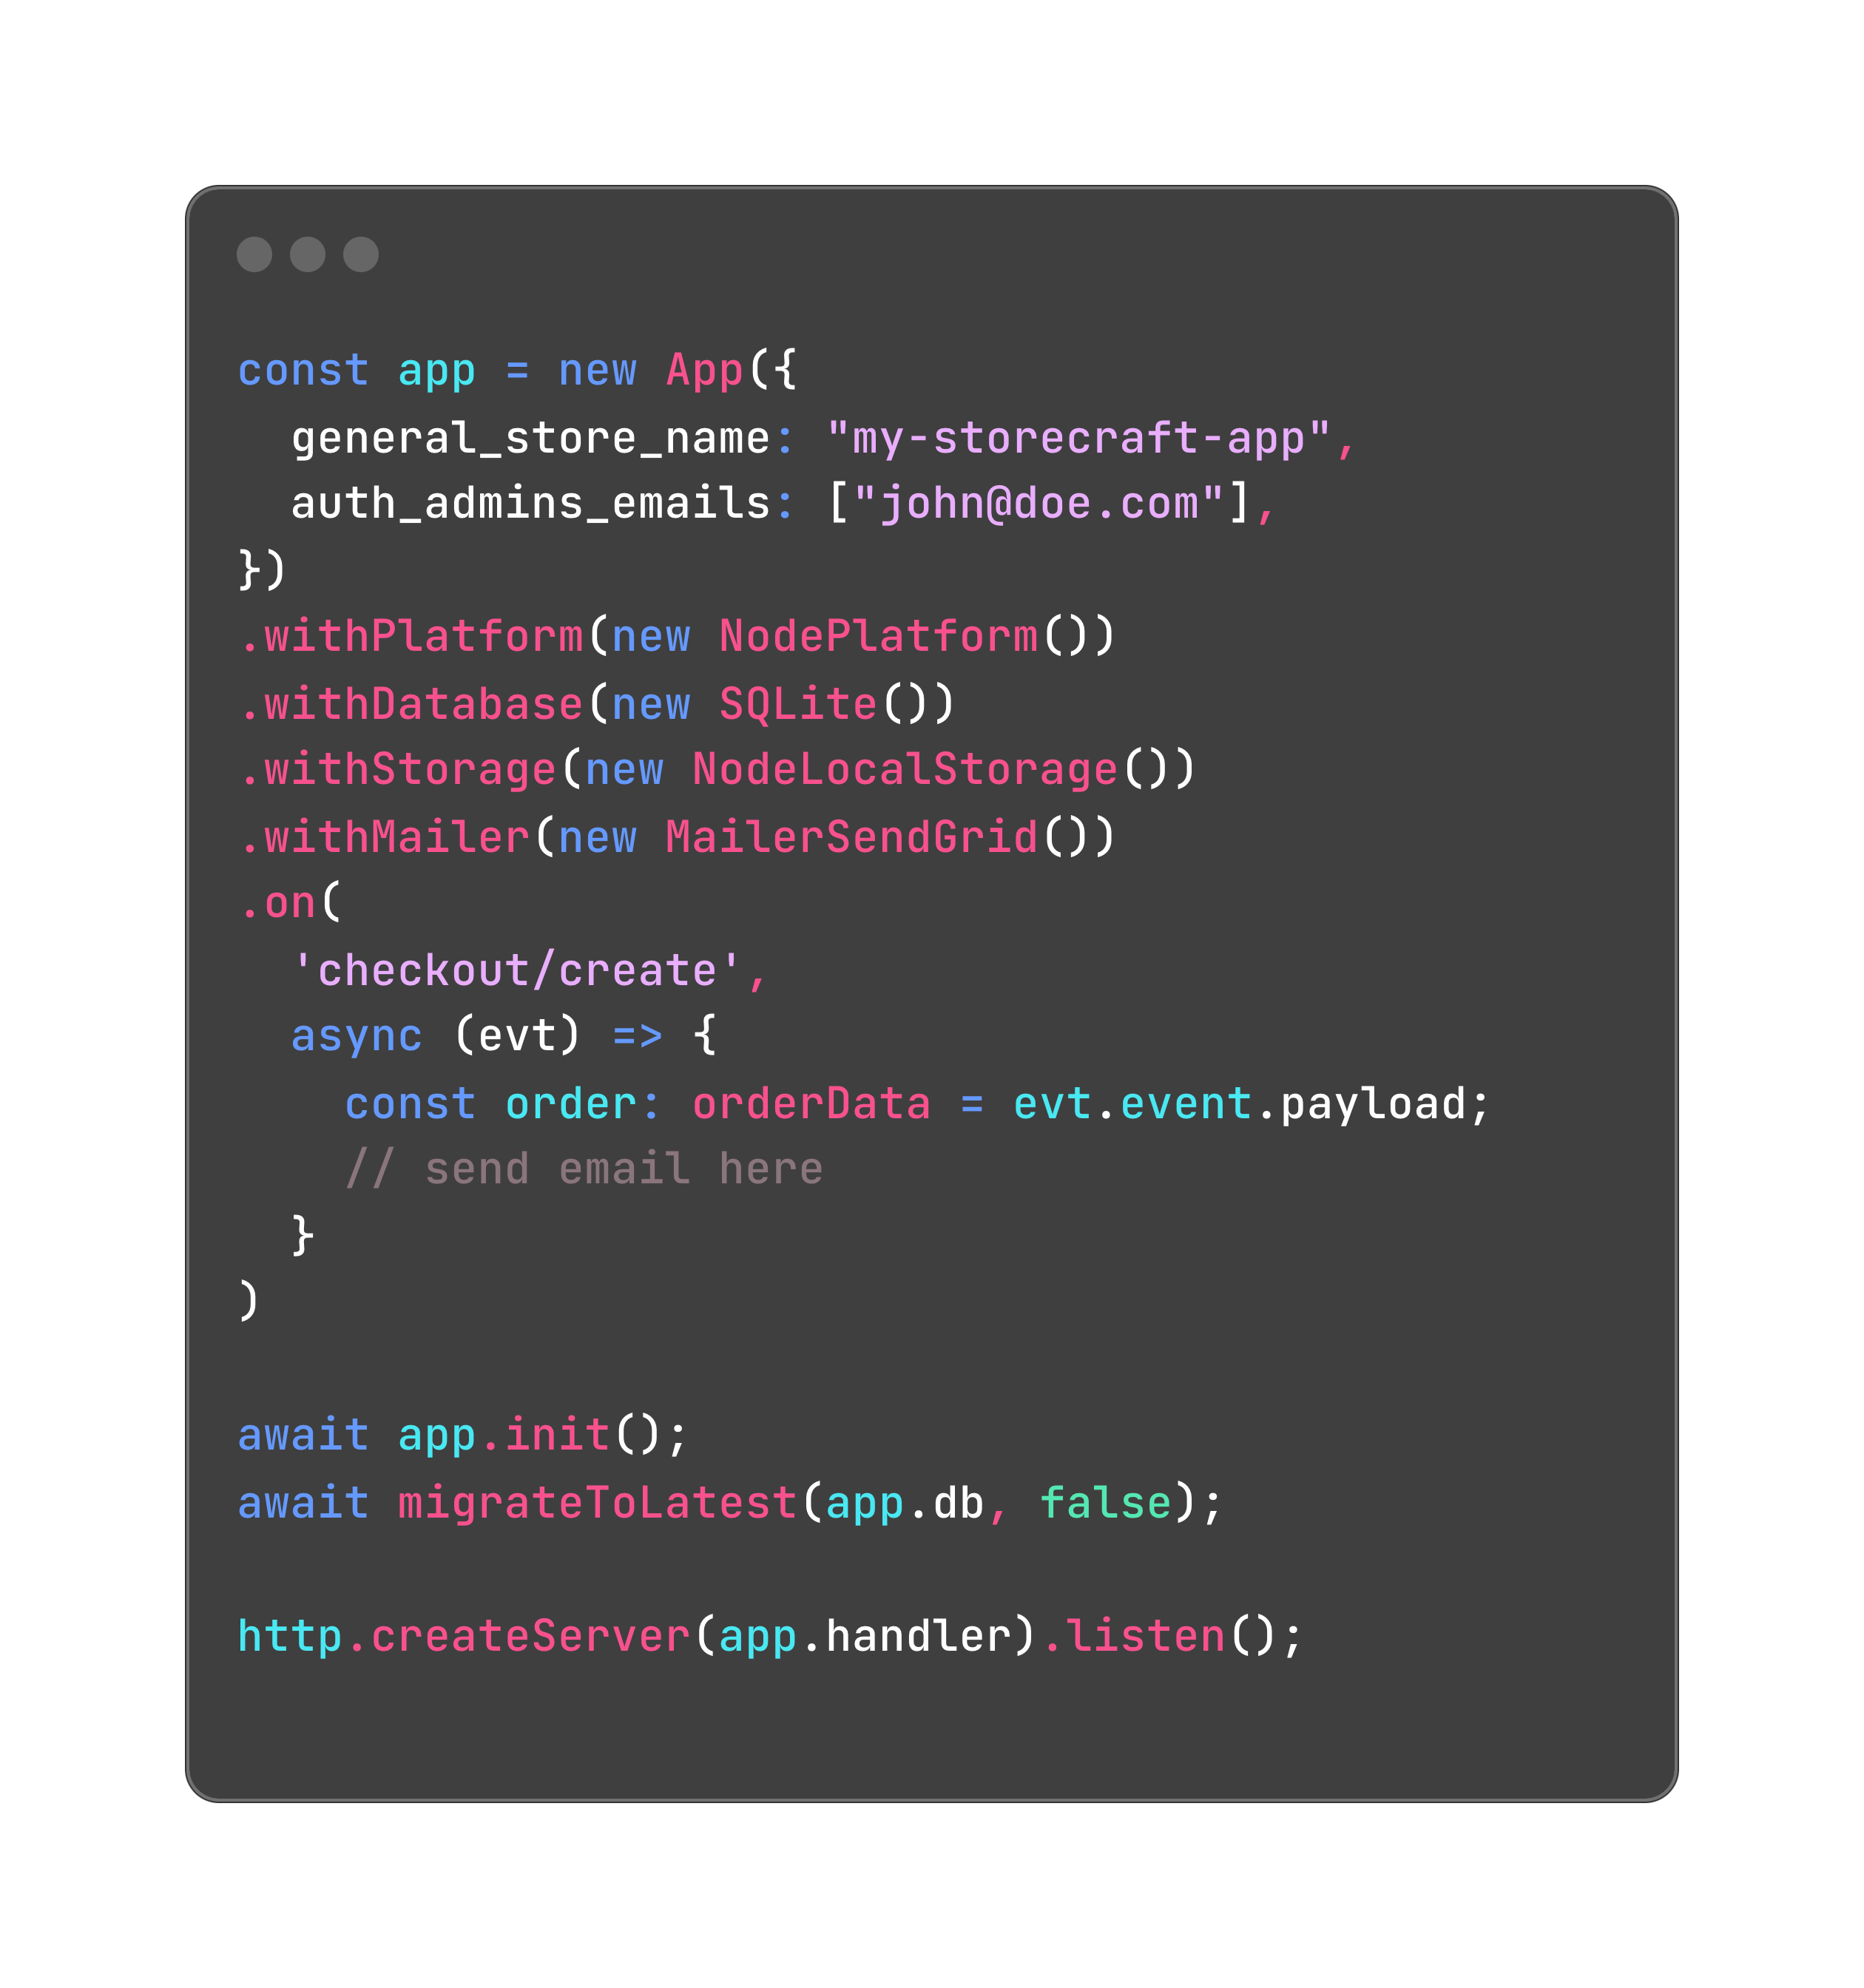 const app = new App({
  general_store_name: "my-storecraft-app",
  auth_admins_emails: ["john@doe.com"],
})
.withPlatform(new NodePlatform())
.withDatabase(new SQLite())
.withStorage(new NodeLocalStorage())
.withMailer(new MailerSendGrid())
.on(
  'checkout/create',
  async (evt) => {
    const order: orderData = evt.event.payload;
    // send email here
  }
)

await app.init();
await migrateToLatest(app.db, false);

http.createServer(app.handler).listen();